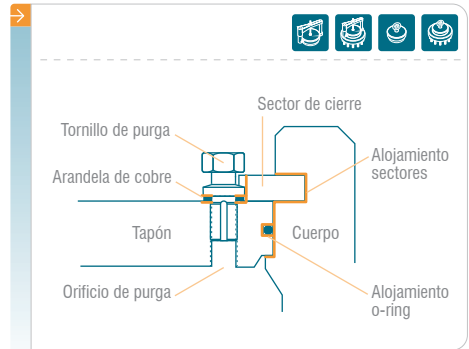 Sector de cierre
Tornillo de purga
Alojamiento
sectores
Arandela de cobre
Tapón
Cuerpo
Orificio de purga
Alojamiento
o-ring